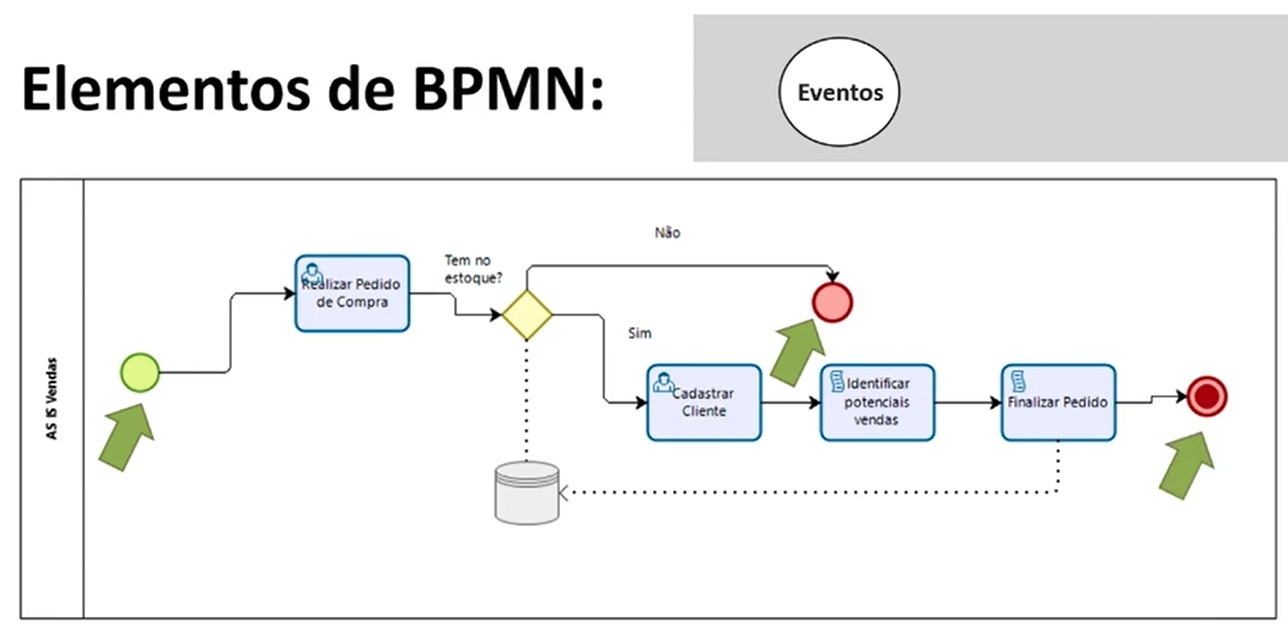 Elementos de BPMN:
Eventos
AS IS Vendas
Realizar Pedido
de Compra
Tem no
estoque?
Não
Sim
Cadastrar
Cliente
Identificar
potenciais
vendas
Finalizar Pedido